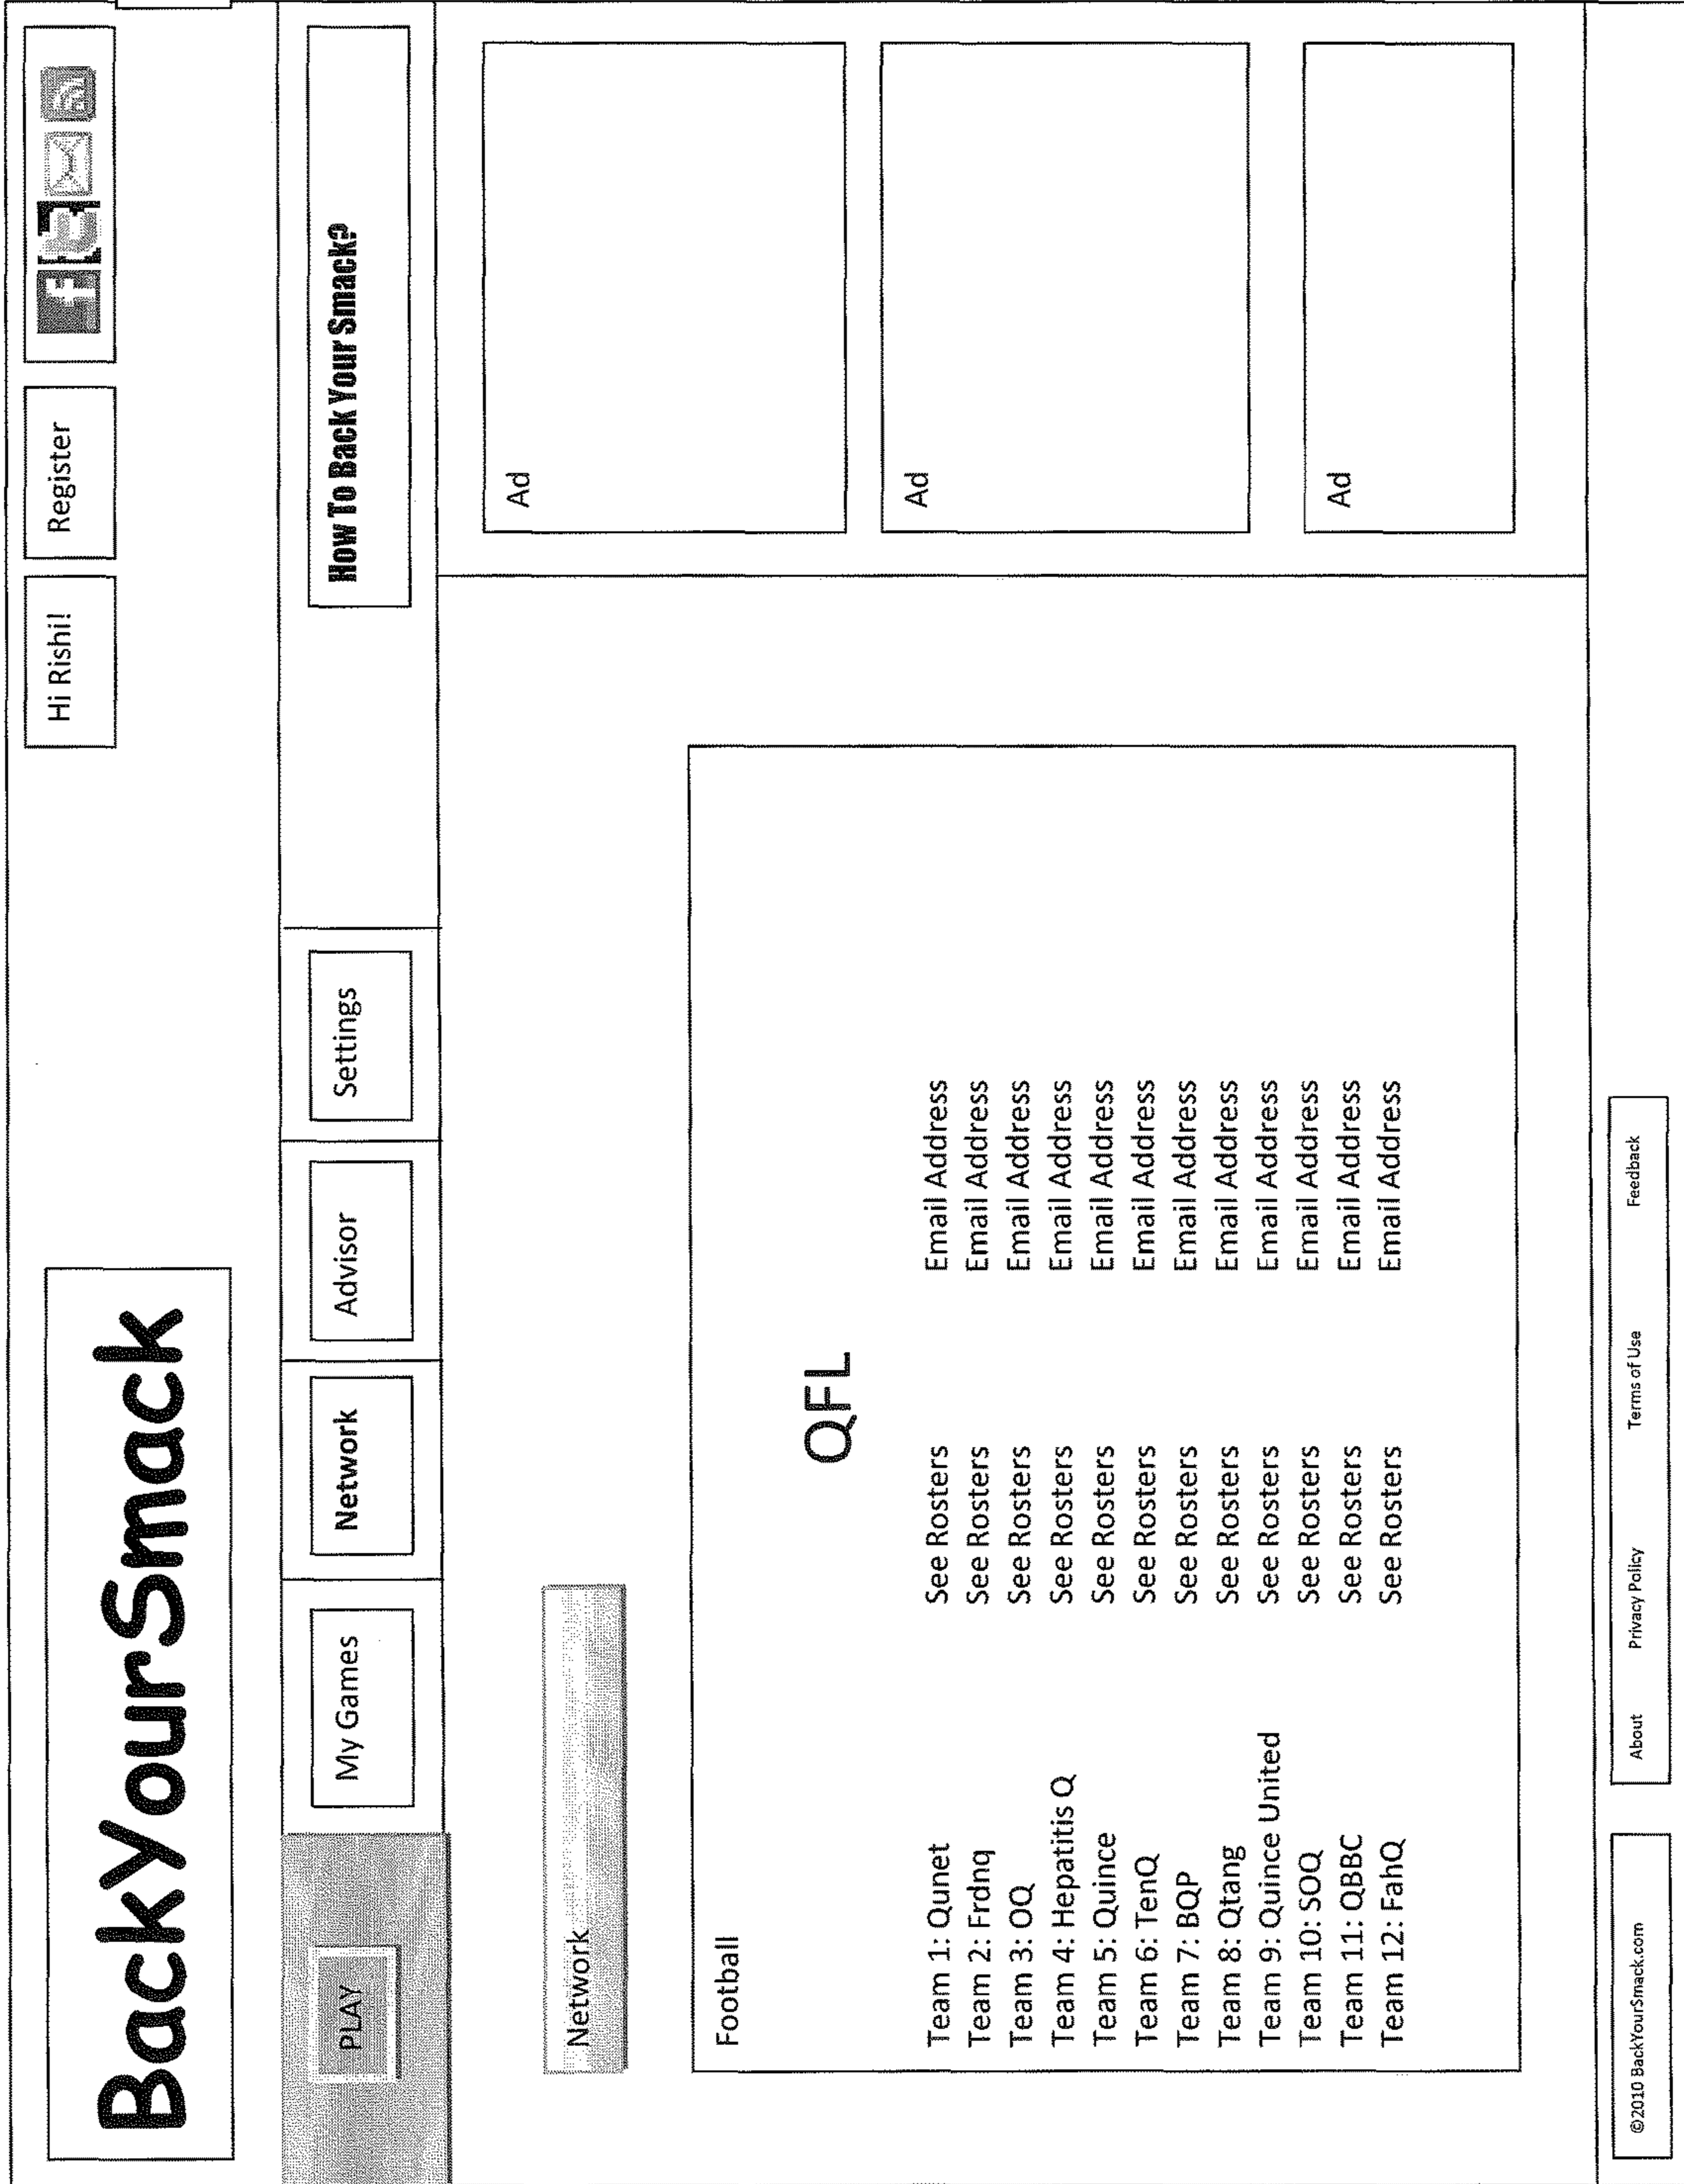 BackYourSmack
Hi Rishi!
Register
PLAY
My Games
Network
Advisor
Settings
How To Back Your Smack?
Network
Football
QFL
Team 1: Qunet See Rosters Email Address
Team 2: Frdnq See Rosters Email Address
Team 3: OQ See Rosters Email Address
Team 4: Hepatitis Q See Rosters Email Address
Team 5: Quince See Rosters Email Address
Team 6: TenQ See Rosters Email Address
Team 7: BQP See Rosters Email Address
Team 8: Qtang See Rosters Email Address
Team 9: Quince United See Rosters Email Address
Team 10: SOQ See Rosters Email Address
Team 11: QBBC See Rosters Email Address
Team 12: FahQ See Rosters Email Address
Ad
Ad
Ad
©2010 BackYourSmack.com
About Privacy Policy Terms of Use Feedback